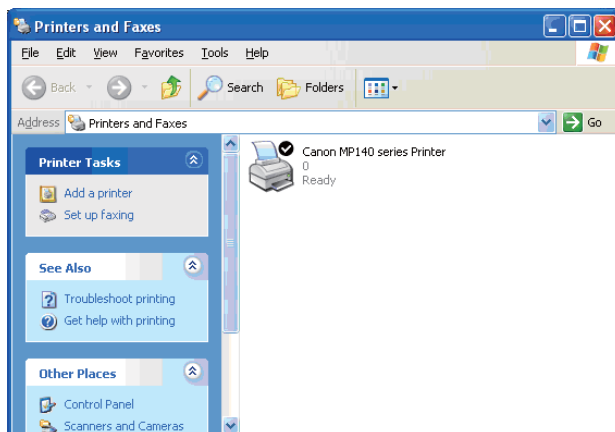 Printers and Faxes
File Edit View Favorites Tools Help
Back Search Folders
Address Printers and Faxes Go
Printer Tasks
Add a printer
Set up faxing
See Also
Troubleshoot printing
Get help with printing
Other Places
Control Panel
Scanners and Cameras
Canon MP140 series Printer
0
Ready